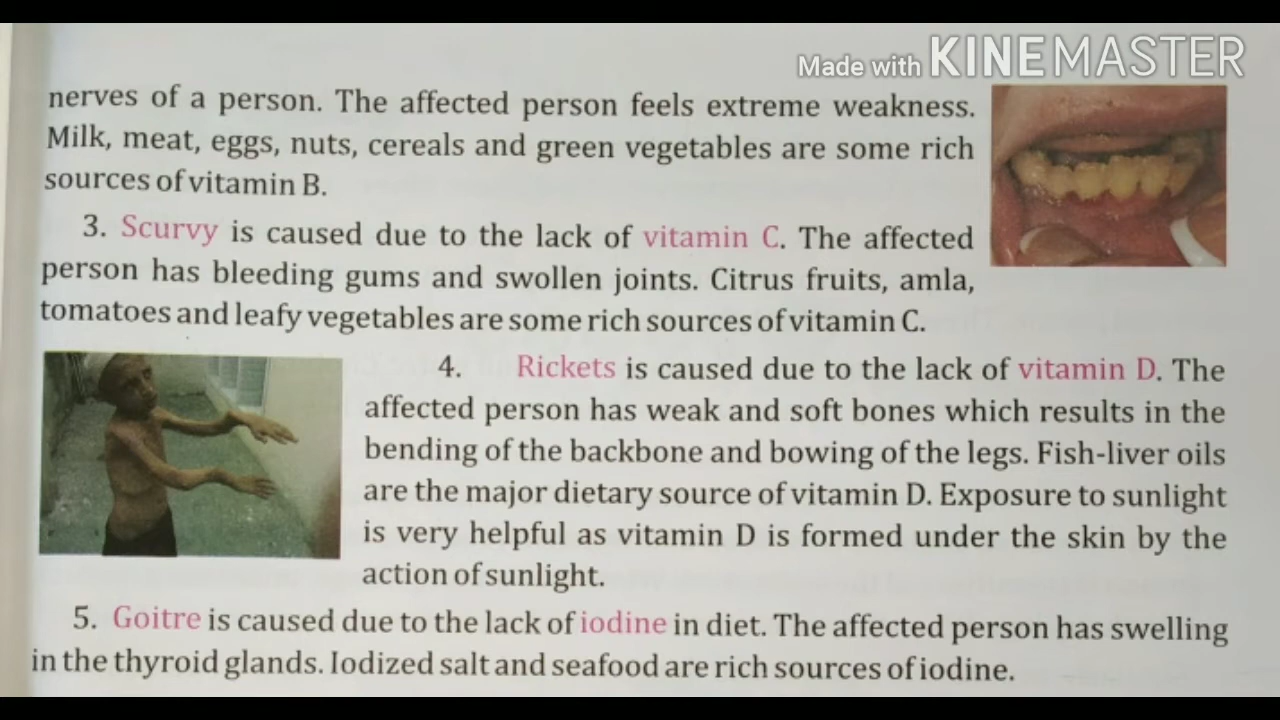 Made with KINEMASTER
nerves of a person. The affected person feels extreme weakness.
Milk, meat, eggs, nuts, cereals and green vegetables are some rich
sources of vitamin B.
3. Scurvy is caused due to the lack of vitamin C. The affected
person has bleeding gums and swollen joints. Citrus fruits, amla,
tomatoes and leafy vegetables are some rich sources of vitamin C.
4. Rickets is caused due to the lack of vitamin D. The
affected person has weak and soft bones which results in the
bending of the backbone and bowing of the legs. Fish-liver oils
are the major dietary source of vitamin D. Exposure to sunlight
is very helpful as vitamin D is formed under the skin by the
action of sunlight.
5. Goitre is caused due to the lack of iodine in diet. The affected person has swelling
in the thyroid glands. Iodized salt and seafood are rich sources of iodine.